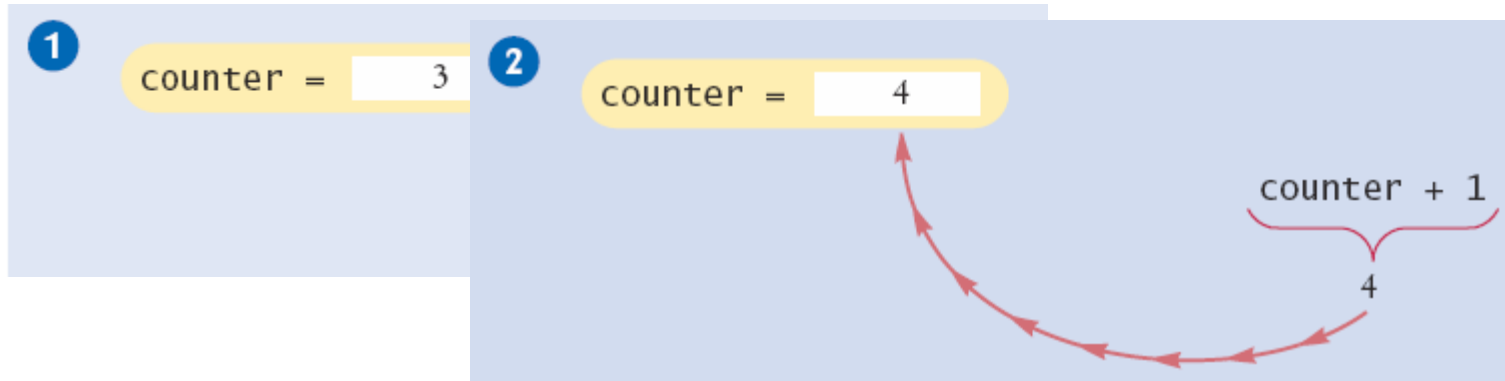 1
counter = 3
2
counter = 4
counter + 1
4